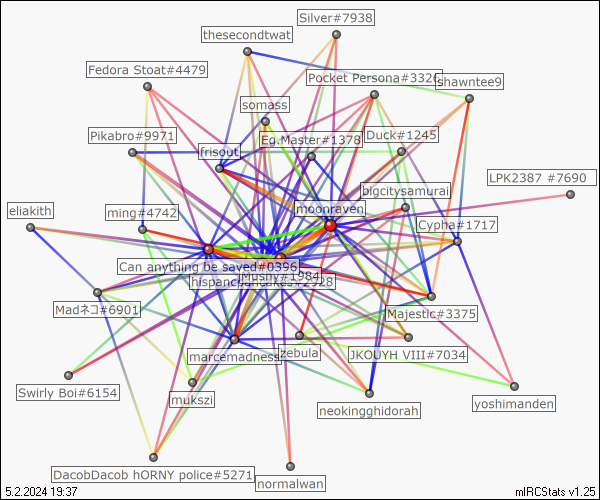 Silver#7938
thesecondtwat
Fedora Stoat#4479
Pocket Persona#3326
shawntee9
somass
Pikabro#9971
Eg.Master#1378
Duck#1245
frisout
LPK2387 #7690
bigcitysamurai
eliakith
ming#4742
moonraven
Cypha#1717
Can anything be saved#0396
Mushy#1984
Madネコ#6901
Majestic#3375
marcemadness
zebula
JKOUYH VIII#7034
Swirly Boi#6154
mukszi
neokingghidorah
yoshimanden
DacobDacob hORNY police#5271
normalwan
5.2.2024 19:37
mIRCStats v1.25